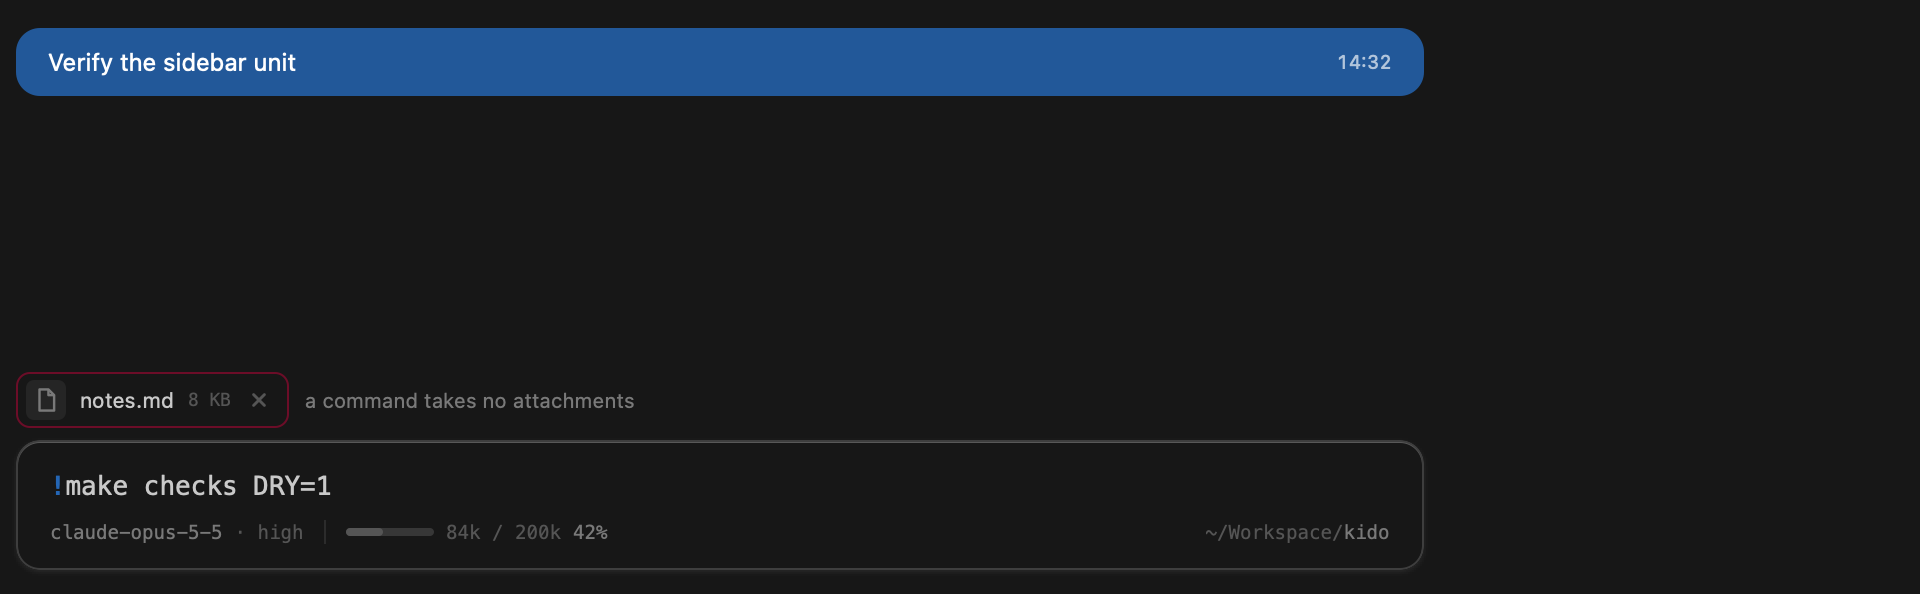 Verify the sidebar unit 14:32
notes.md 8 KB a command takes no attachments
!make checks DRY=1
claude-opus-5-5 · high 84k / 200k 42% ~/Workspace/kido